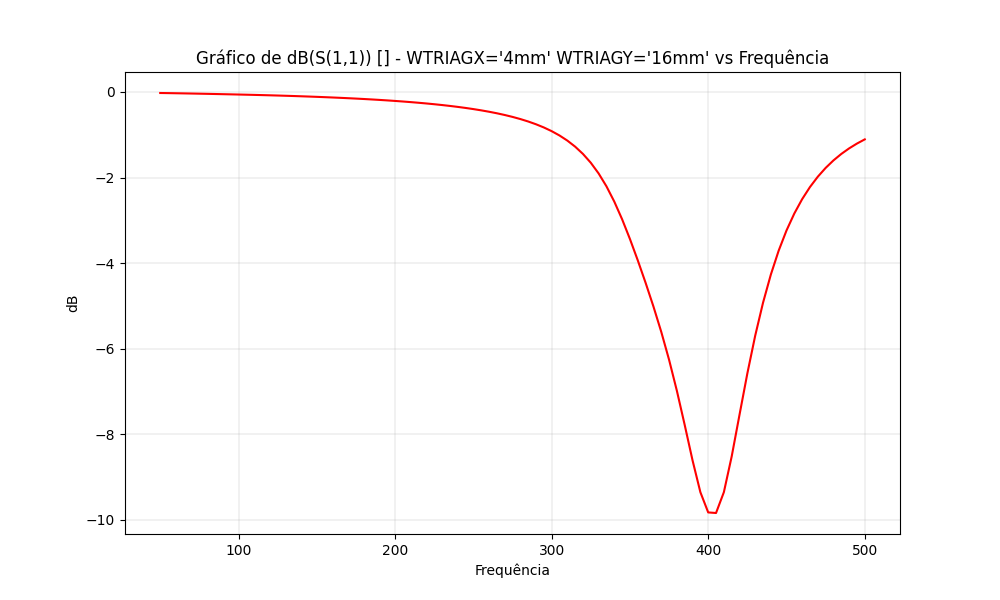 Gráfico de dB(S(1,1)) [] - WTRIAGX='4mm' WTRIAGY='16mm' vs Frequência
0
−2
−4
−6
−8
−10
dB
100 200 300 400 500
Frequência